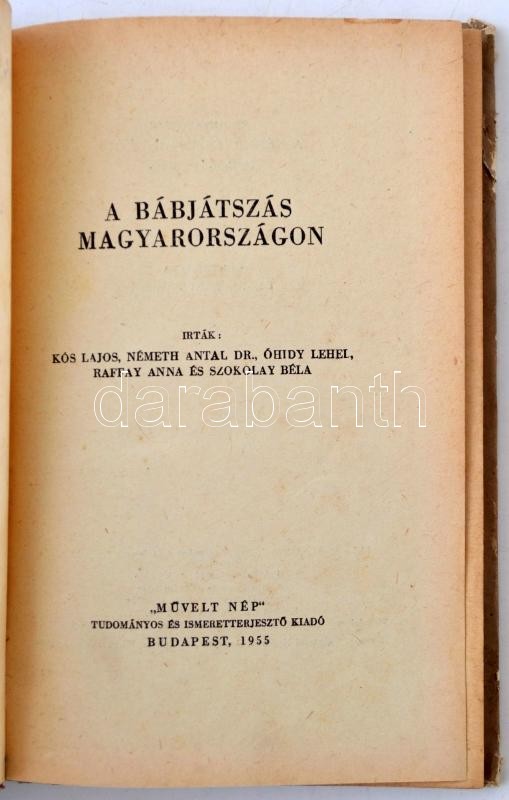 A BÁBJÁTSZÁS
MAGYARORSZÁGON
IRTÁK:
KÓS LAJOS, NÉMETH ANTAL DR., ÓHIDY LEHEL,
RAFFAY ANNA ÉS SZOKOLAY BÉLA
darabanth
„MŰVELT NÉP"
TUDOMÁNYOS ÉS ISMERETTERJESZTŐ KIADÓ
BUDAPEST, 1955